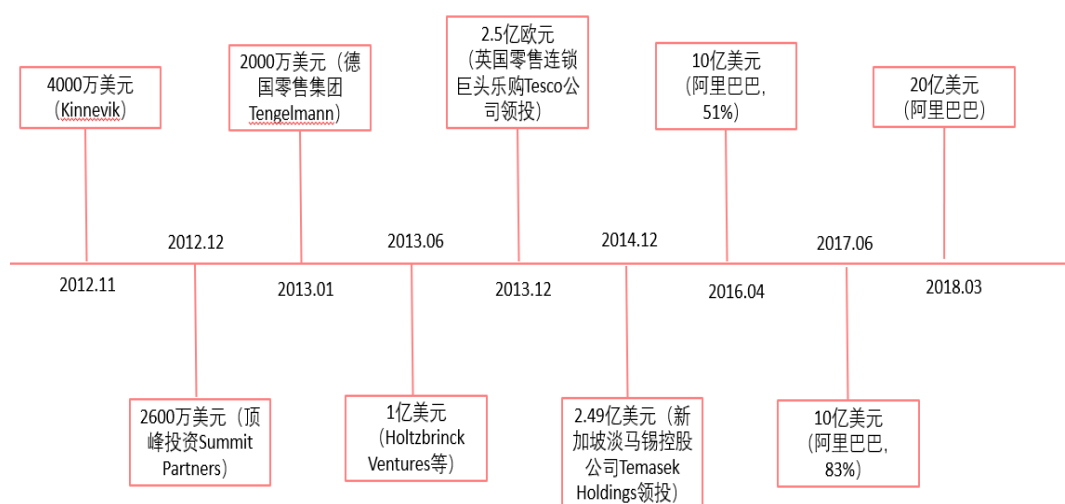 4000万美元
（Kinnevik）
2000万美元（德
国零售集团
Tengelmann）
2.5亿欧元
（英国零售连锁
巨头乐购Tesco公
司领投）
10亿美元
（阿里巴巴，
51%）
20亿美元
（阿里巴巴）
2012.12
2013.06
2014.12
2017.06
2012.11
2013.01
2013.12
2016.04
2018.03
2600万美元（顶
峰投资Summit
Partners）
1亿美元
（Holtzbrinck
Ventures等）
2.49亿美元（新
加坡淡马锡控股
公司Temasek
Holdings领投）
10亿美元
（阿里巴巴，
83%）